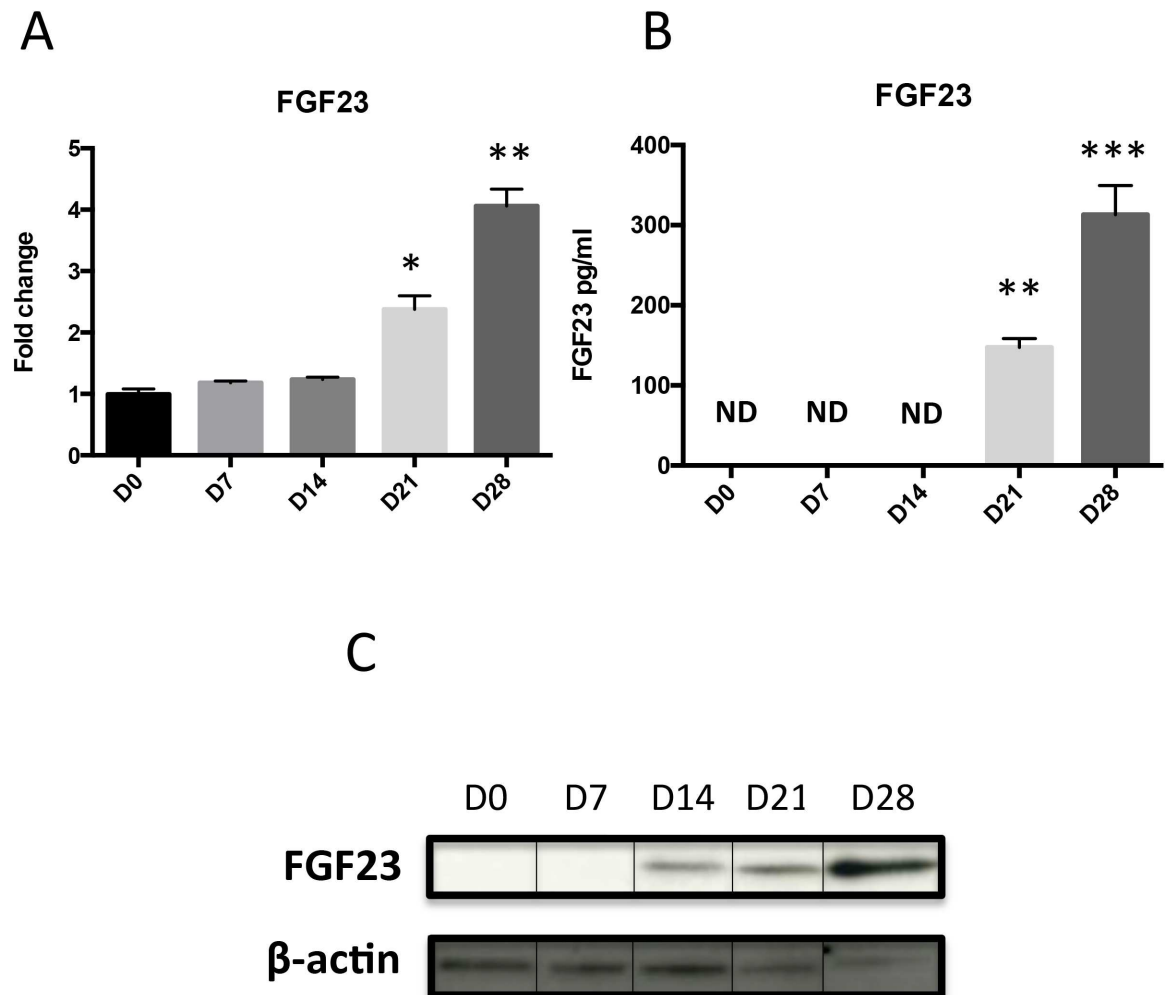 A
FGF23
Fold change
5
4
3
2
1
0
* **
D0 D7 D14 D21 D28
B
FGF23
FGF23 pg/ml
400
300
200
100
0
ND ND ND ** ***
D0 D7 D14 D21 D28
C
D0 D7 D14 D21 D28
FGF23
β-actin